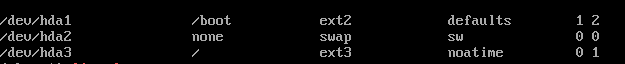 /dev/hda1 /boot ext2 defaults 1 2
/dev/hda2 none swap sw 0 0
/dev/hda3 / ext3 noatime 0 1